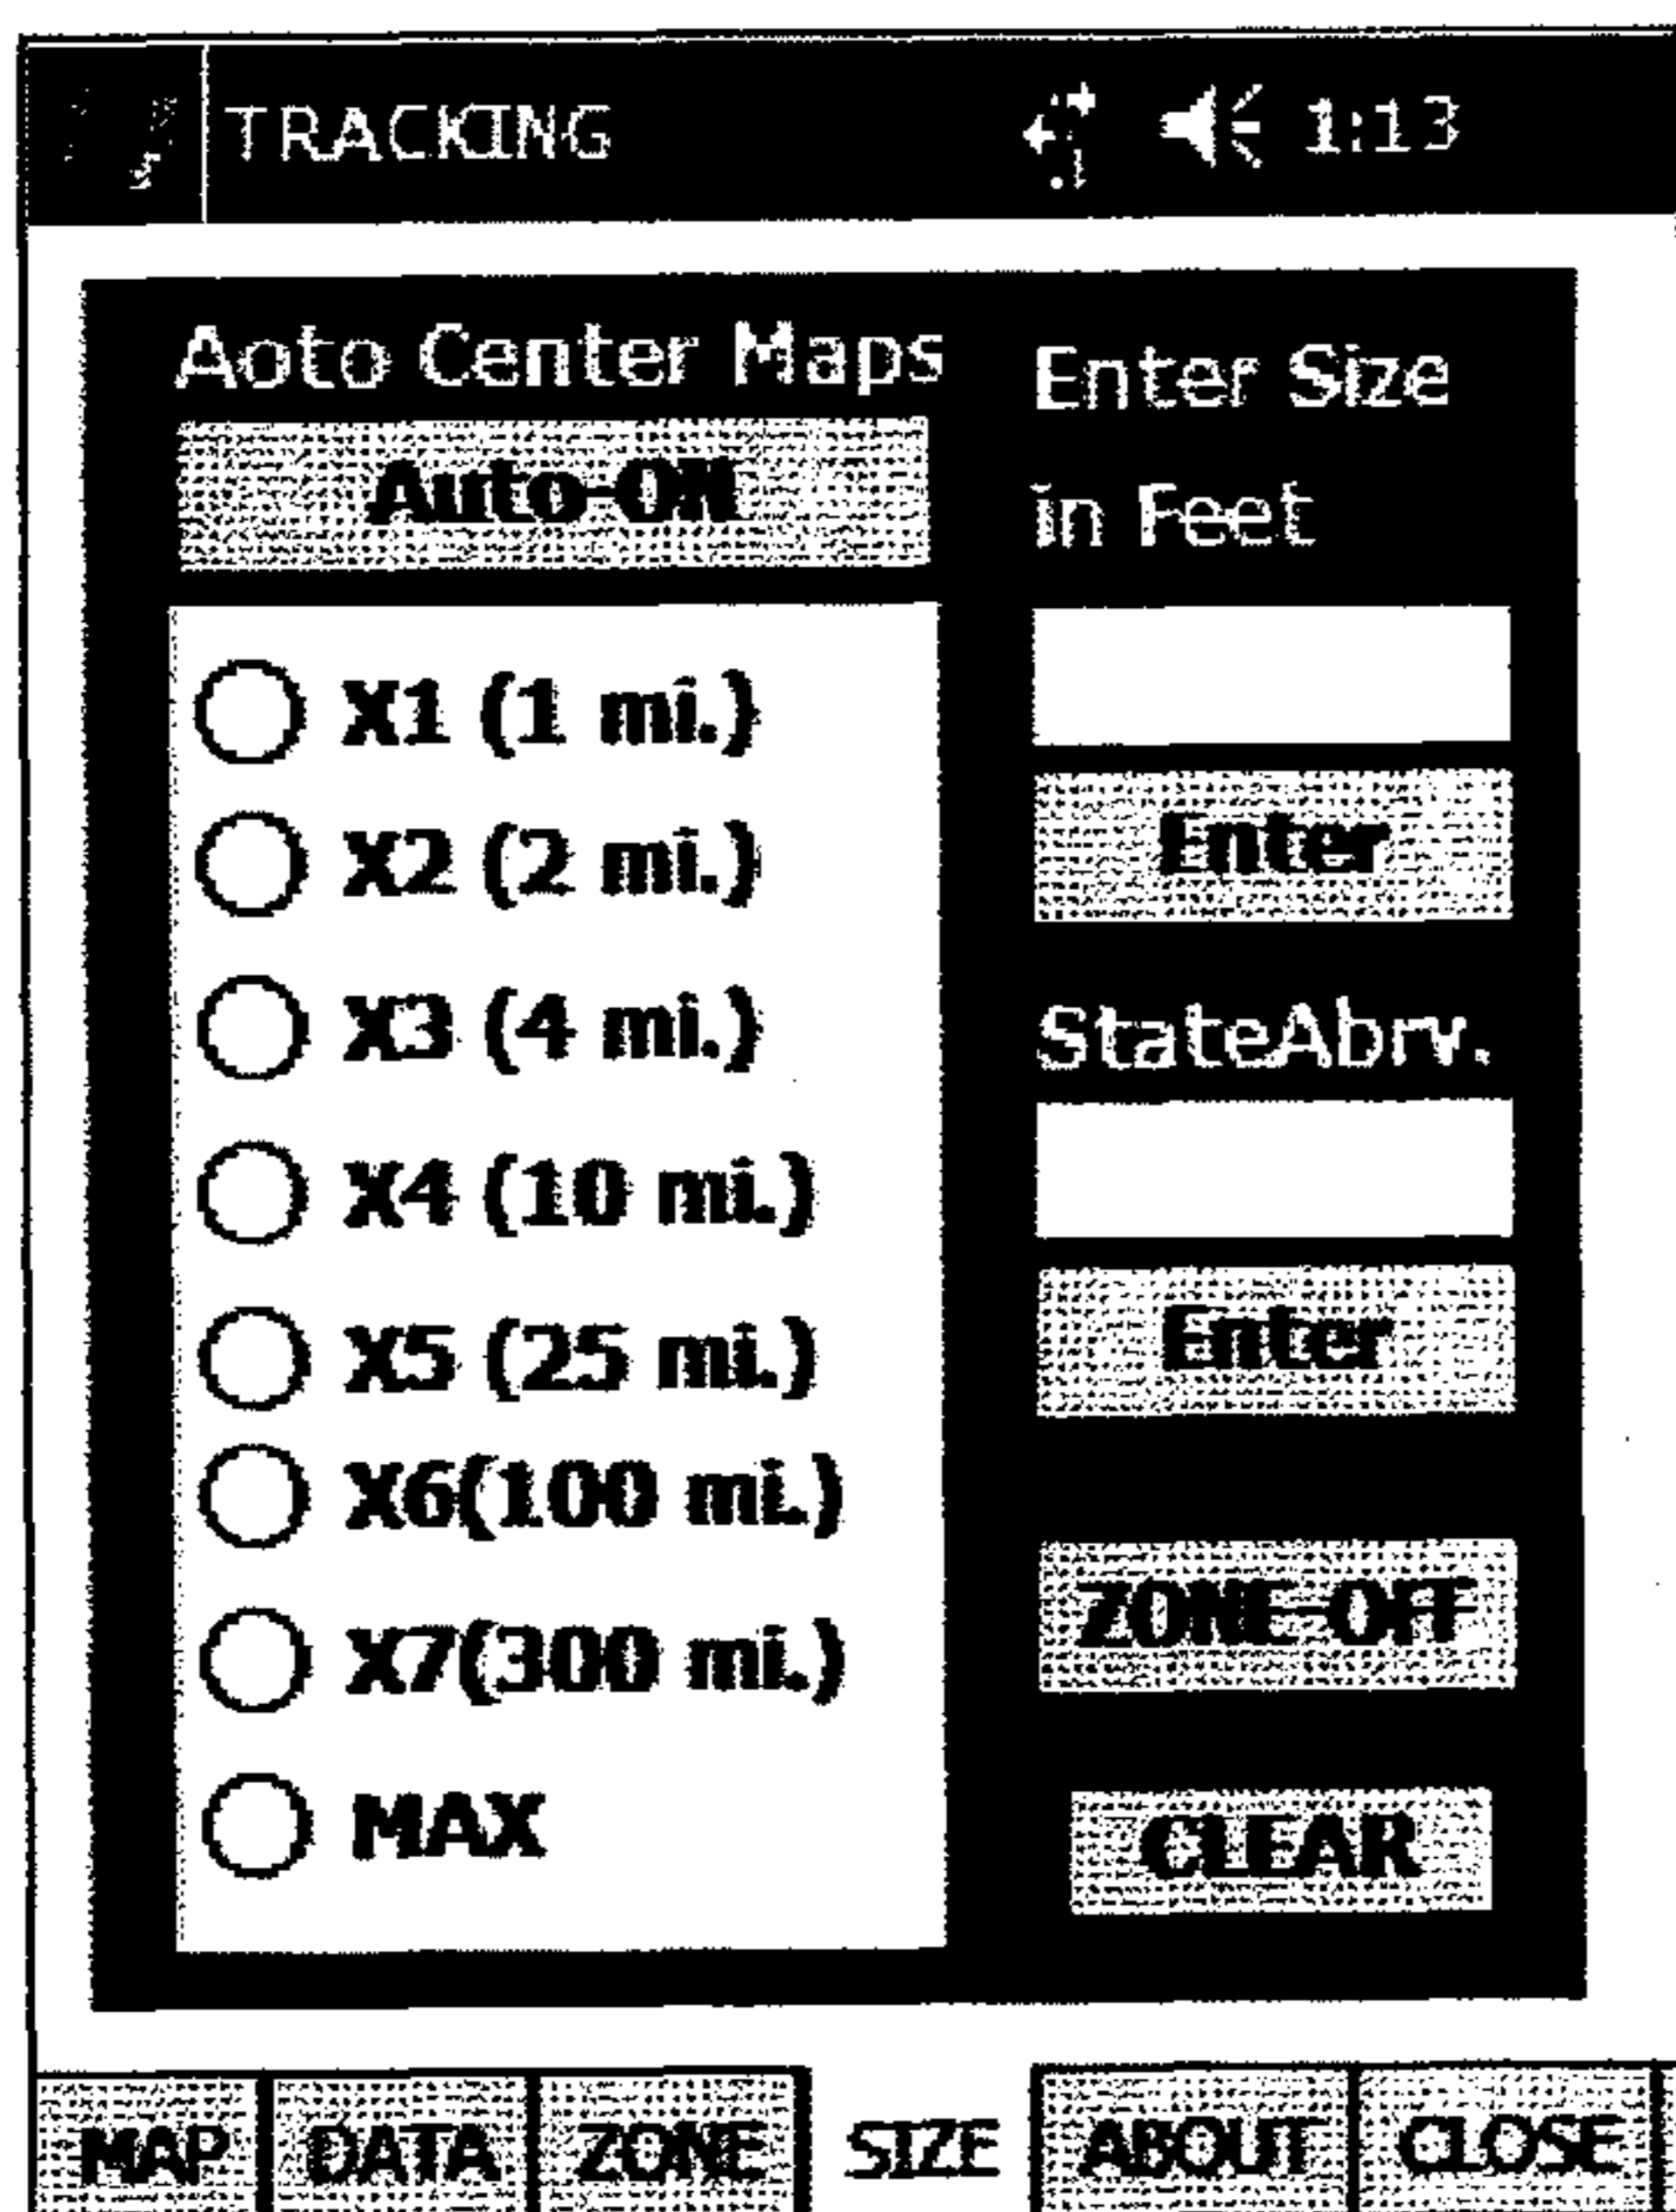 TRACKING 1:13
Aoto Center Maps
Auto-ON
X1 (1 mi.)
X2 (2 mi.)
X3 (4 mi.)
X4 (10 mi.)
X5 (25 mi.)
X6(100 mi.)
X7(300 mi.)
MAX
Enter Size
in Feet
Enter
StateAbrv.
Enter
ZONE-OFF
CLEAR
MAP DATA ZONE SIZE ABOUT CLOSE